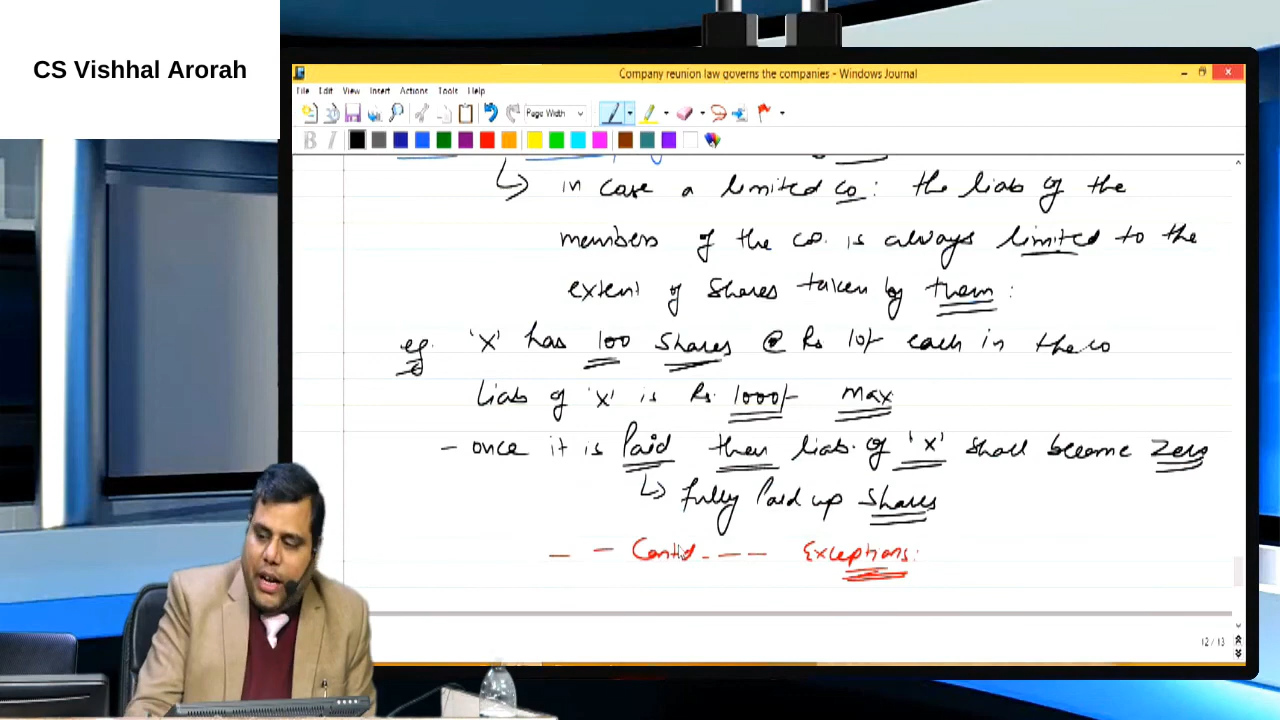 CS Vishhal Arorah
Company reunion law governs the companies - Windows Journal
File Edit View Insert Actions Tools Help
Page Width
B I
↳ in case a limited co : the liab of the
members of the co. is always limited to the
extent of shares taken by them :
eg. 'X' has 100 shares @ Rs 10/- each in the co
liab of 'X' is Rs. 1000/- max
- once it is Paid then liab. of 'X' shall become zero
↳ fully Paid up shares
- - Contd. - - - Exceptions :
12 / 13